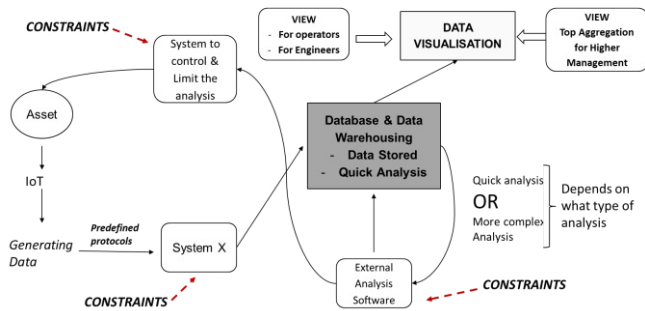 CONSTRAINTS
System to
control &
Limit the
analysis
VIEW
- For operators
- For Engineers
DATA
VISUALISATION
VIEW
Top Aggregation
for Higher
Management
Asset
Database & Data
Warehousing
- Data Stored
- Quick Analysis
IoT
Quick analysis
OR
More complex
Analysis
Depends on
what type of
analysis
Generating
Data
Predefined
protocols
System X
External
Analysis
Software
CONSTRAINTS
CONSTRAINTS